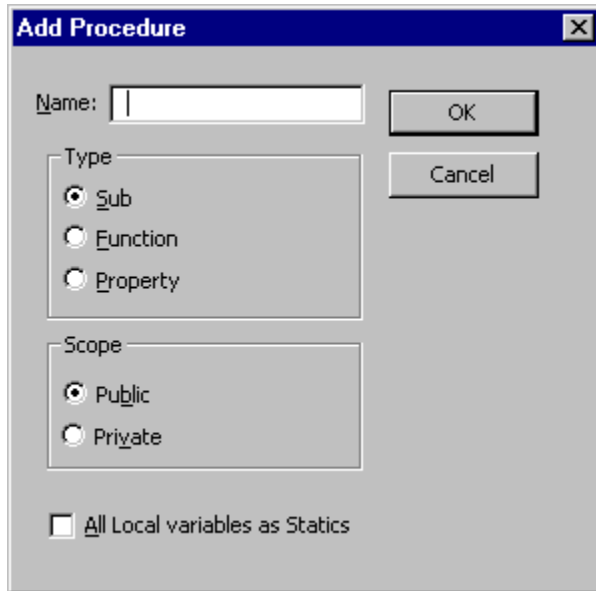 Add Procedure
Name:
OK
Cancel
Type
Sub
Function
Property
Scope
Public
Private
All Local variables as Statics